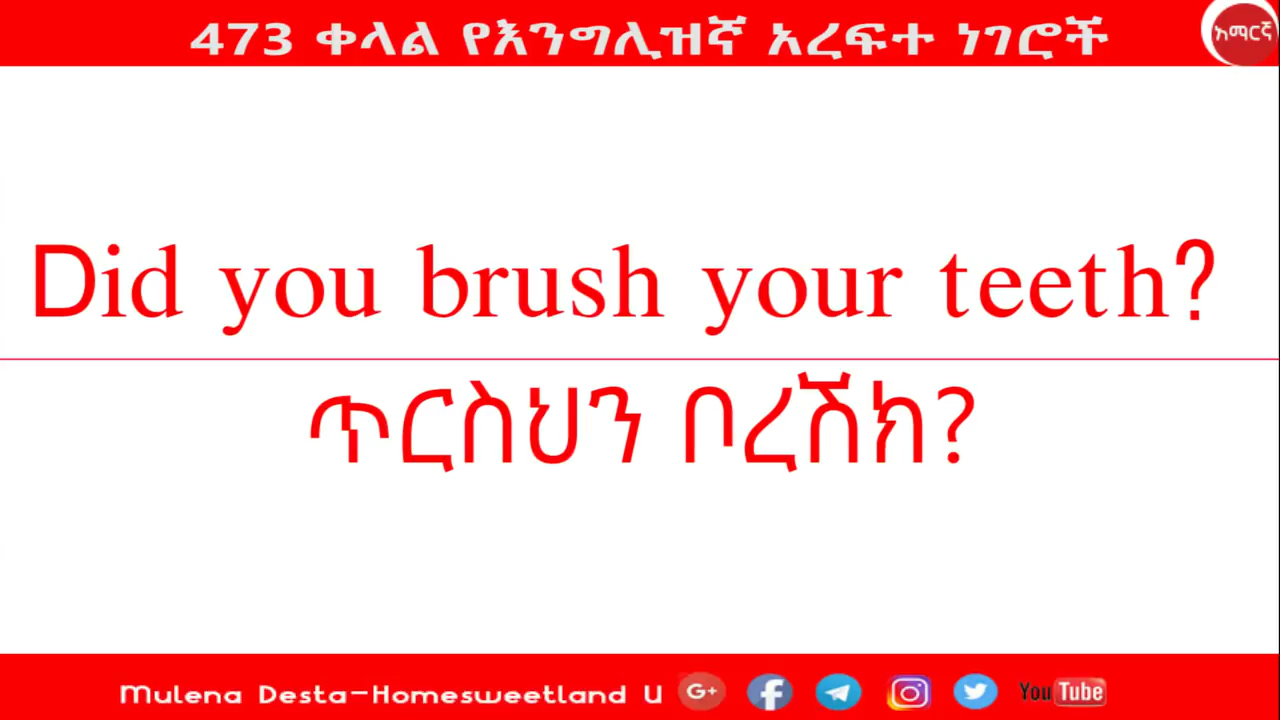 473 ቀላል የእንግሊዝኛ አረፍተ ነገሮች
አማርኛ
Did you brush your teeth?
ጥርስህን ቦረሽክ?
Mulena Desta-Homesweetland U
G+
You Tube